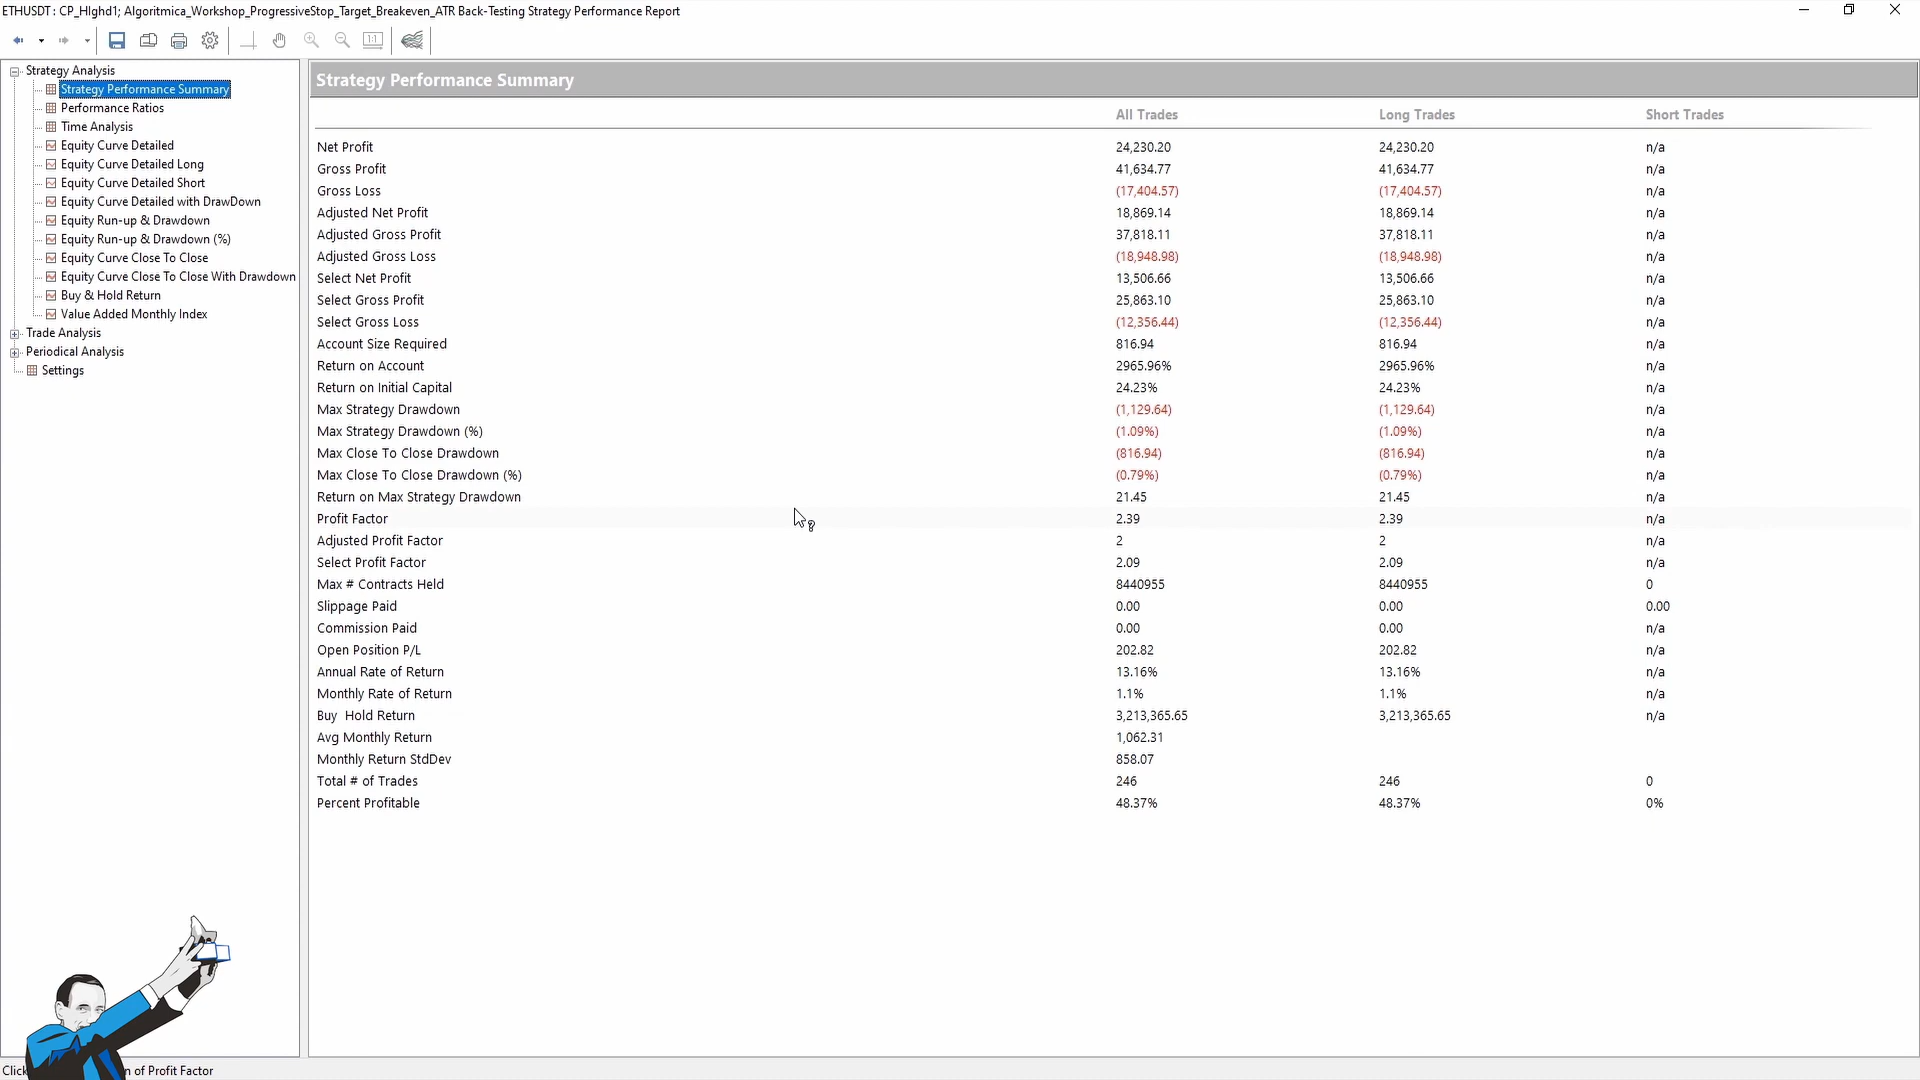 ETHUSDT : CP_HIghd1; Algoritmica_Workshop_ProgressiveStop_Target_Breakeven_ATR Back-Testing Strategy Performance Report
1:1
Strategy Analysis
Strategy Performance Summary
Performance Ratios
Time Analysis
Equity Curve Detailed
Equity Curve Detailed Long
Equity Curve Detailed Short
Equity Curve Detailed with DrawDown
Equity Run-up & Drawdown
Equity Run-up & Drawdown (%)
Equity Curve Close To Close
Equity Curve Close To Close With Drawdown
Buy & Hold Return
Value Added Monthly Index
Trade Analysis
Periodical Analysis
Settings
Strategy Performance Summary
All Trades Long Trades Short Trades
Net Profit 24,230.20 24,230.20 n/a
Gross Profit 41,634.77 41,634.77 n/a
Gross Loss (17,404.57) (17,404.57) n/a
Adjusted Net Profit 18,869.14 18,869.14 n/a
Adjusted Gross Profit 37,818.11 37,818.11 n/a
Adjusted Gross Loss (18,948.98) (18,948.98) n/a
Select Net Profit 13,506.66 13,506.66 n/a
Select Gross Profit 25,863.10 25,863.10 n/a
Select Gross Loss (12,356.44) (12,356.44) n/a
Account Size Required 816.94 816.94 n/a
Return on Account 2965.96% 2965.96% n/a
Return on Initial Capital 24.23% 24.23% n/a
Max Strategy Drawdown (1,129.64) (1,129.64) n/a
Max Strategy Drawdown (%) (1.09%) (1.09%) n/a
Max Close To Close Drawdown (816.94) (816.94) n/a
Max Close To Close Drawdown (%) (0.79%) (0.79%) n/a
Return on Max Strategy Drawdown 21.45 21.45 n/a
Profit Factor 2.39 2.39 n/a
Adjusted Profit Factor 2 2 n/a
Select Profit Factor 2.09 2.09 n/a
Max # Contracts Held 8440955 8440955 0
Slippage Paid 0.00 0.00 0.00
Commission Paid 0.00 0.00 n/a
Open Position P/L 202.82 202.82 n/a
Annual Rate of Return 13.16% 13.16% n/a
Monthly Rate of Return 1.1% 1.1% n/a
Buy Hold Return 3,213,365.65 3,213,365.65 n/a
Avg Monthly Return 1,062.31
Monthly Return StdDev 858.07
Total # of Trades 246 246 0
Percent Profitable 48.37% 48.37% 0%
Click n of Profit Factor